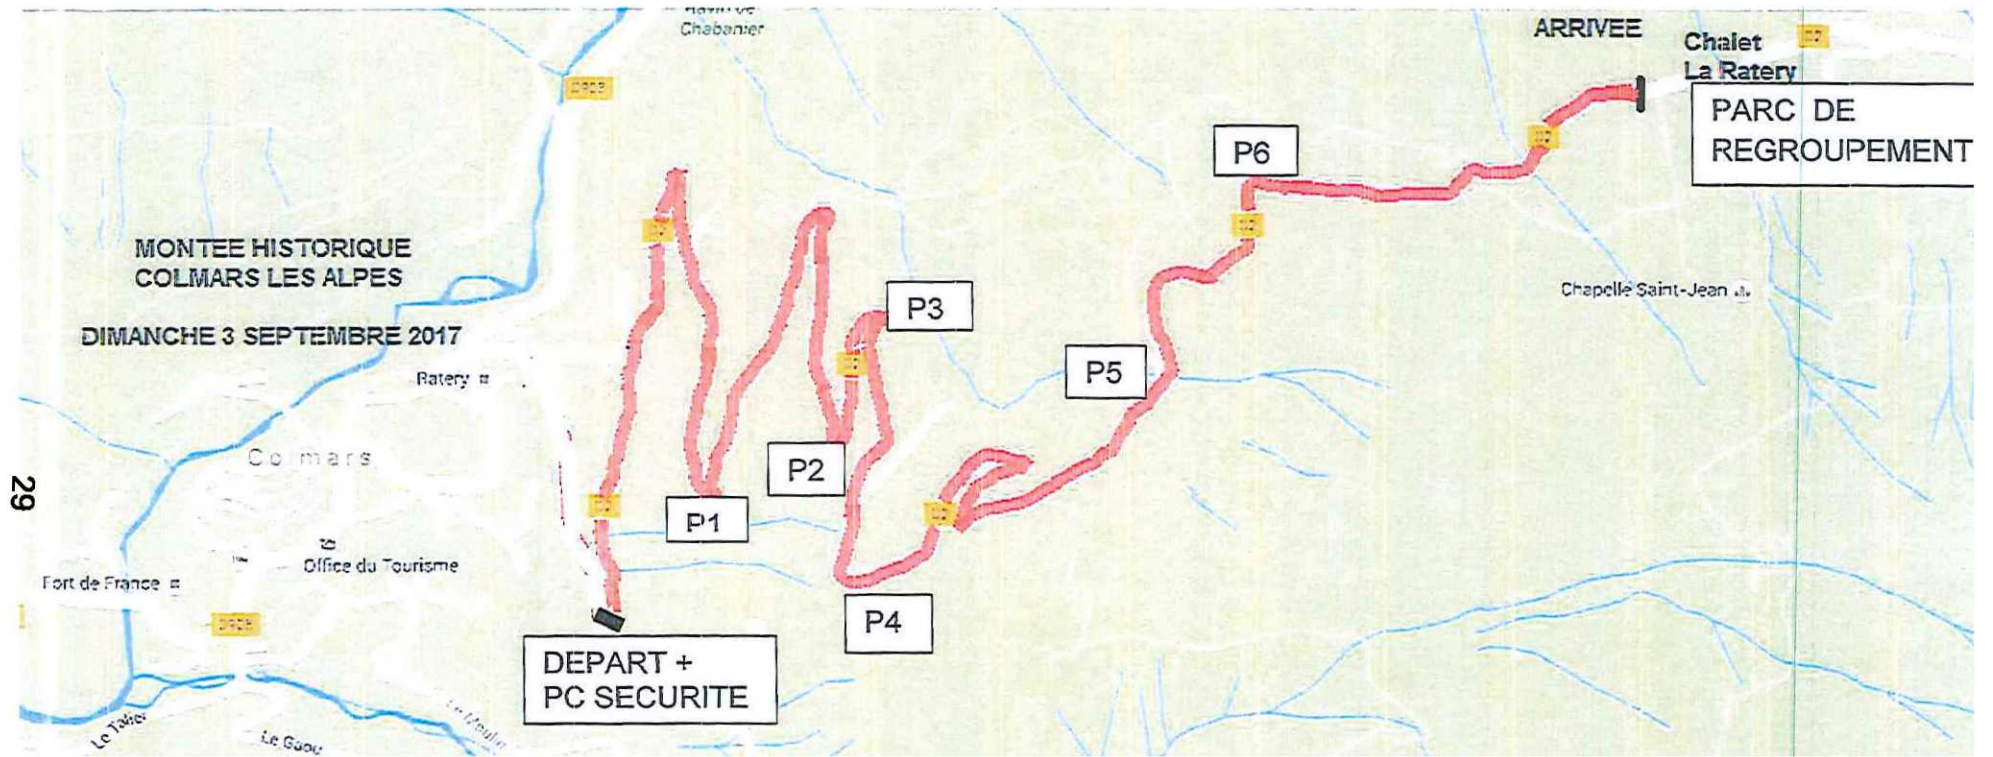 Chabanier
ARRIVEE
Chalet
La Ratery
PARC DE
REGROUPEMENT
P6
MONTEE HISTORIQUE
COLMARS LES ALPES
DIMANCHE 3 SEPTEMBRE 2017
Chapelle Saint-Jean
P3
Ratery
P5
Colmars
P2
29
P1
Office du Tourisme
Fort de France
P4
DEPART +
PC SECURITE